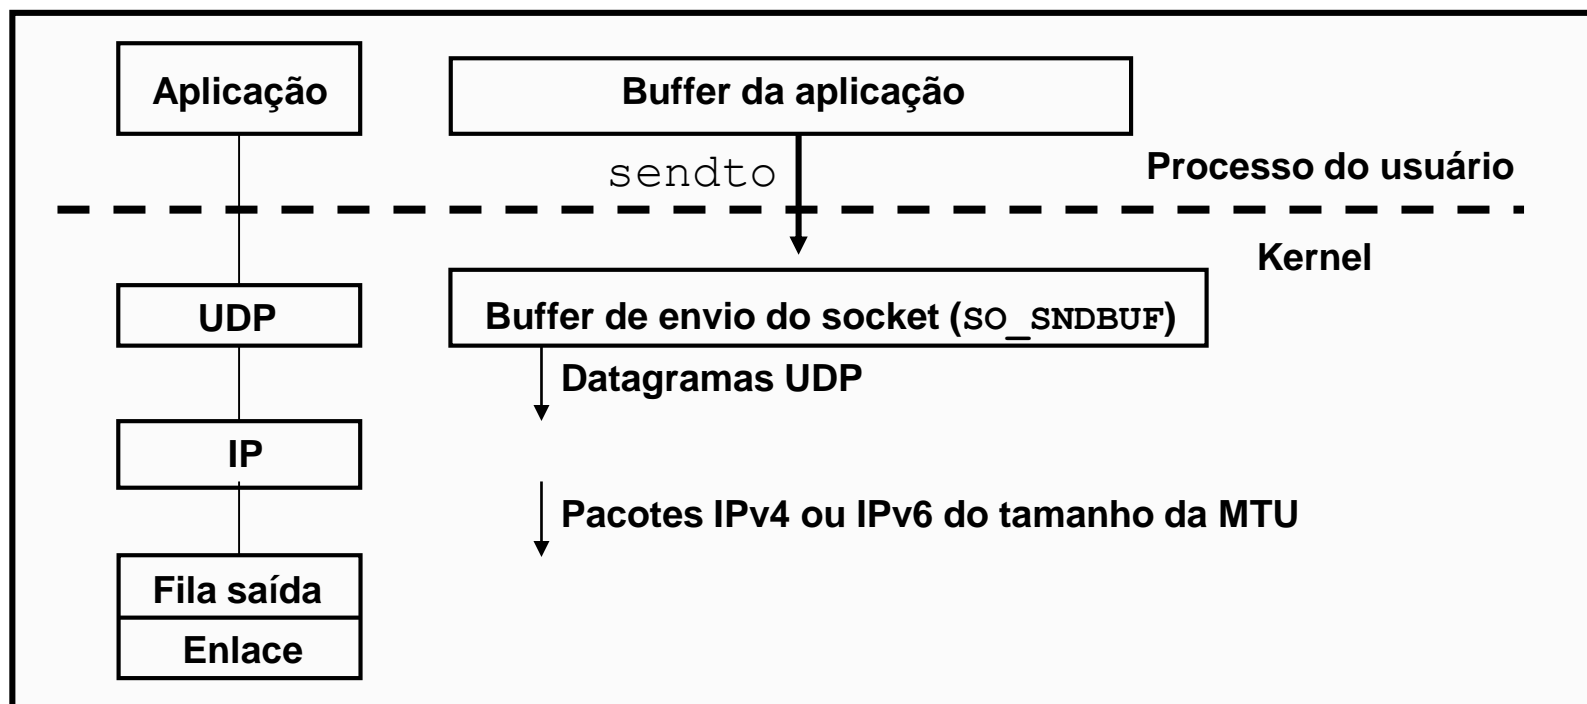 Aplicação
Buffer da aplicação
sendto
Processo do usuário
Kernel
UDP
Buffer de envio do socket (SO_SNDBUF)
Datagramas UDP
IP
Pacotes IPv4 ou IPv6 do tamanho da MTU
Fila saída
Enlace